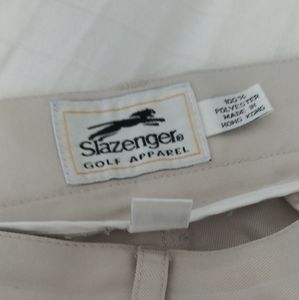 Slazenger®
GOLF APPAREL
100%
POLYESTER
MADE IN
HONG KONG